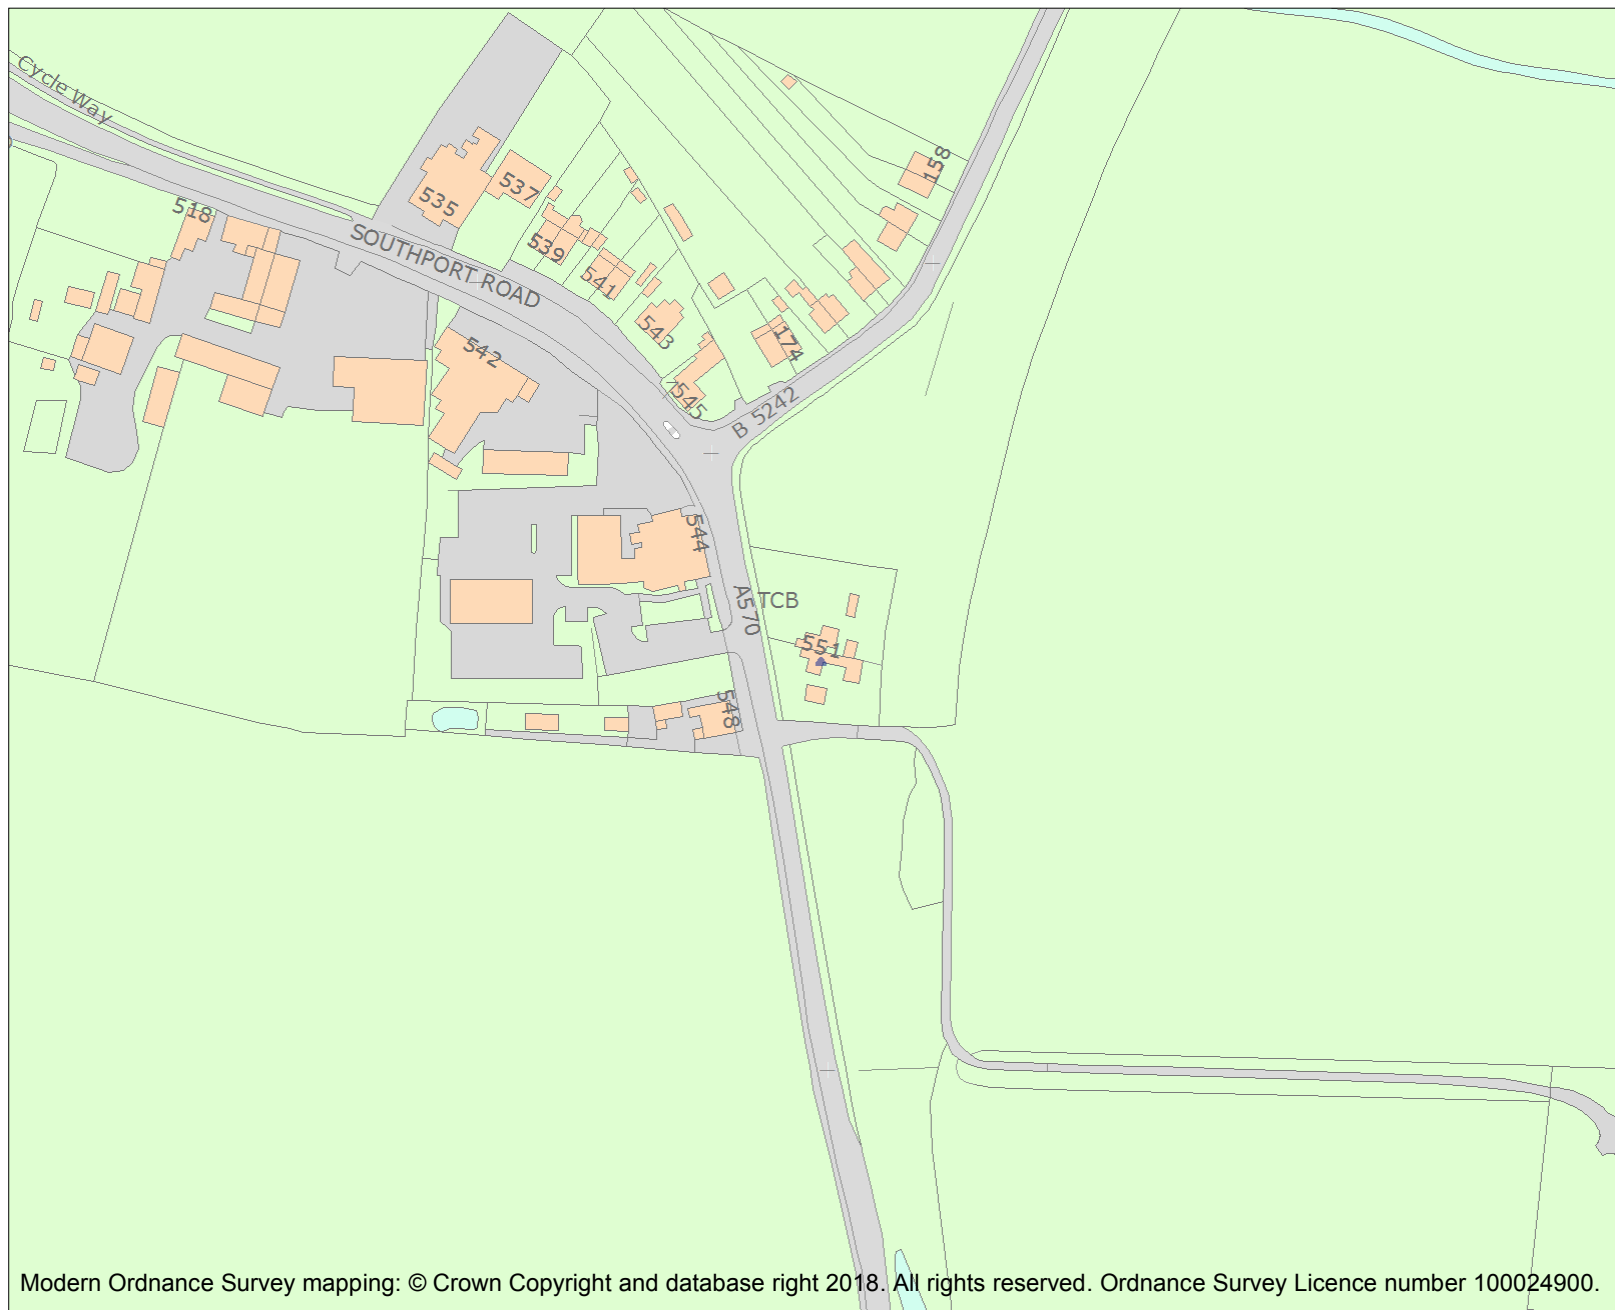 Cycle Way
158
537
535
518
SOUTHPORT ROAD
539
541
543
174
542
545
B 5242
544
A570
TCB
551
548
Modern Ordnance Survey mapping: © Crown Copyright and database right 2018. All rights reserved. Ordnance Survey Licence number 100024900.